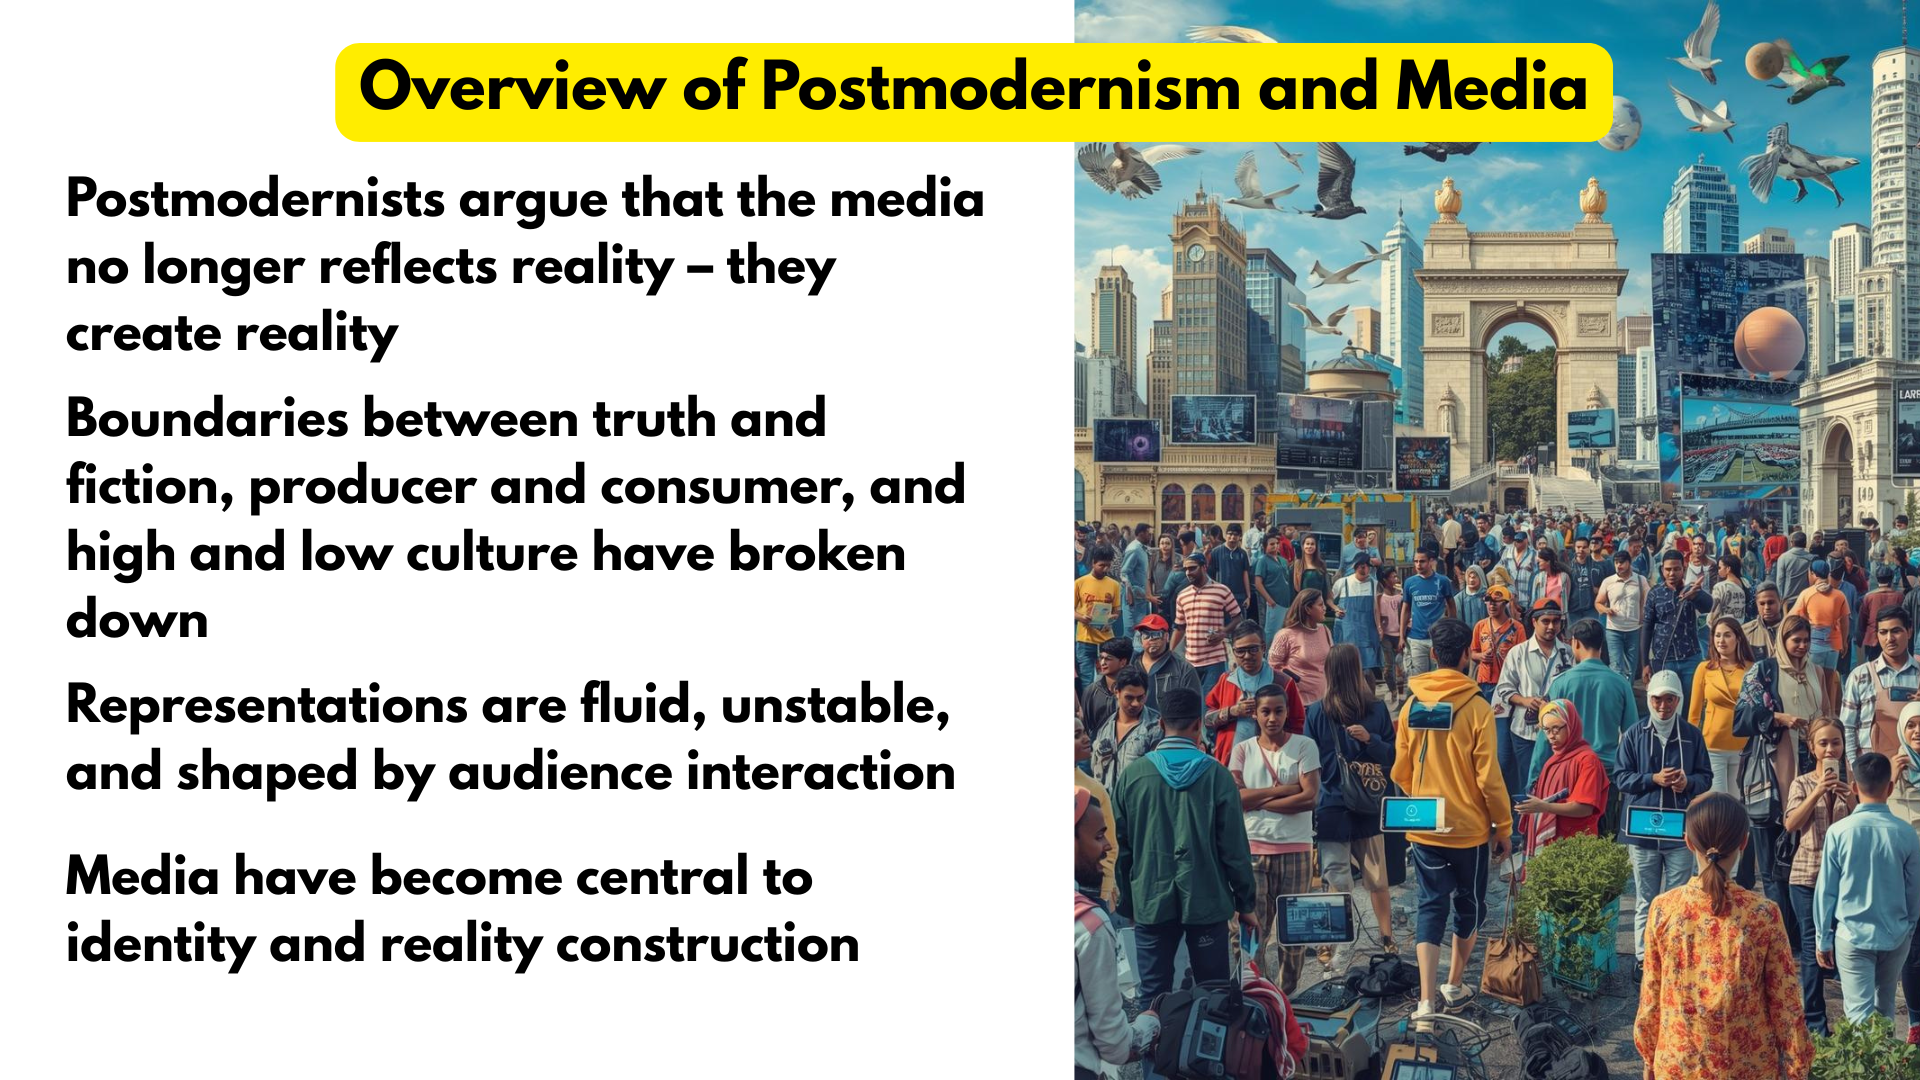 Overview of Postmodernism and Media
Postmodernists argue that the media
no longer reflects reality – they
create reality
Boundaries between truth and
fiction, producer and consumer, and
high and low culture have broken
down
Representations are fluid, unstable,
and shaped by audience interaction
Media have become central to
identity and reality construction